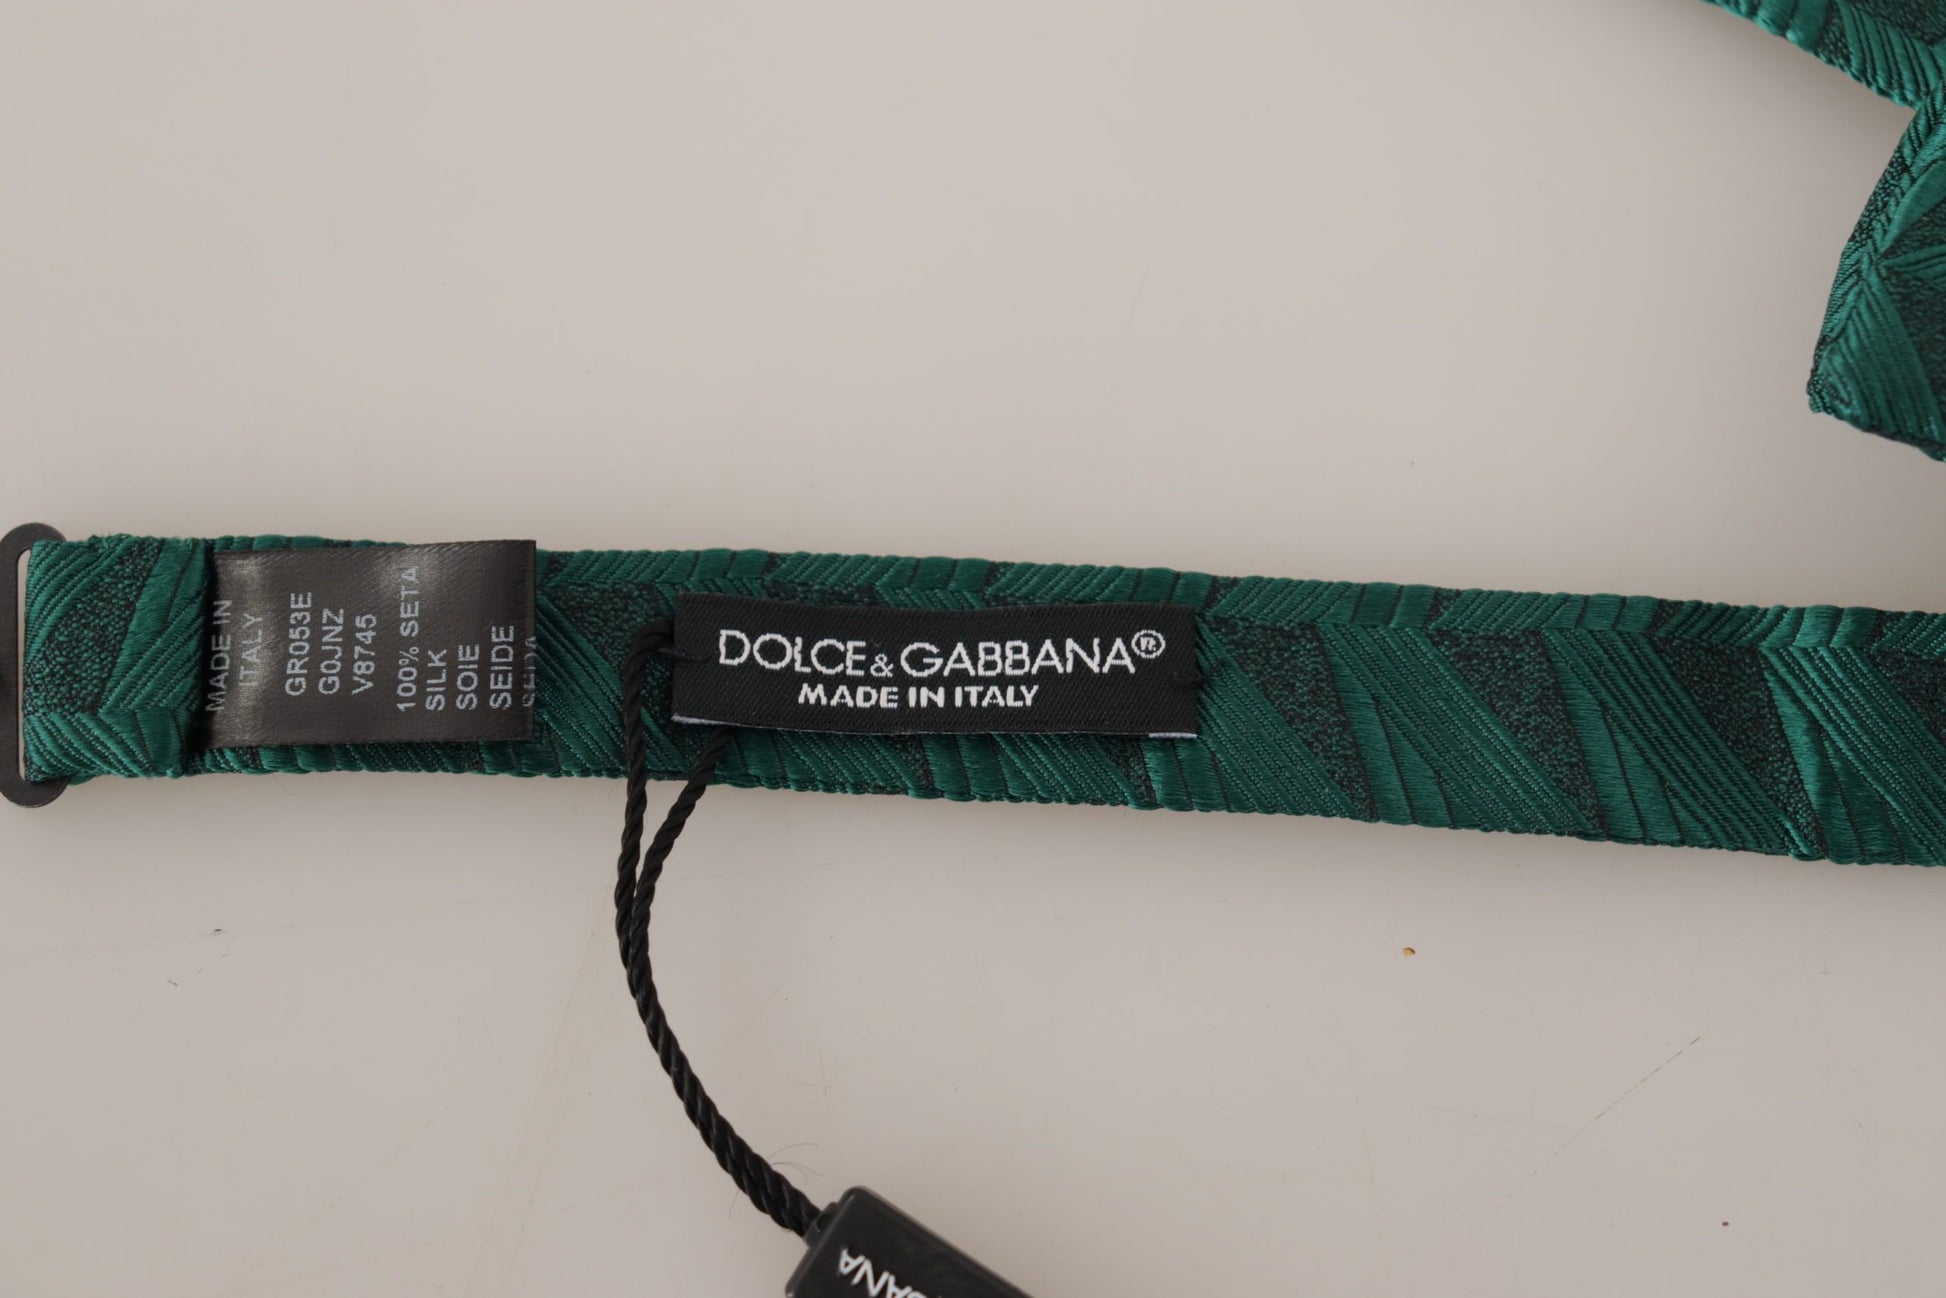 MADE IN
ITALY
GR053E
G0JNZ
V8745
100% SETA
SILK
SOIE
SEIDE
DOLCE&GABBANA®
MADE IN ITALY